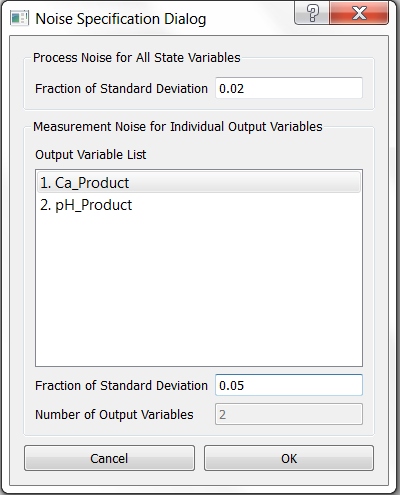 Noise Specification Dialog
Process Noise for All State Variables
Fraction of Standard Deviation 0.02
Measurement Noise for Individual Output Variables
Output Variable List
1. Ca_Product
2. pH_Product
Fraction of Standard Deviation 0.05
Number of Output Variables 2
Cancel OK